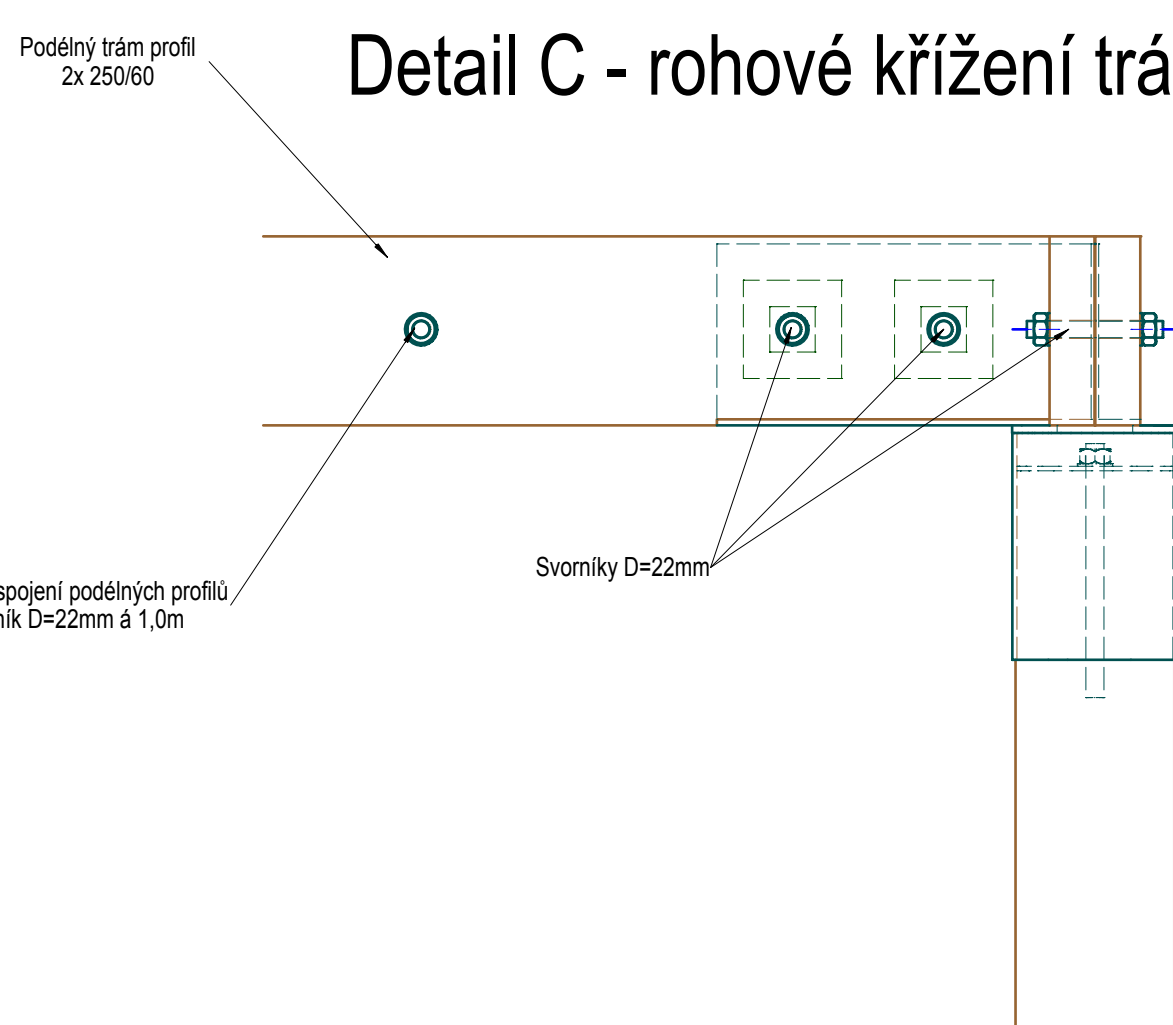 Detail C - rohové křížení trá
Podélný trám profil
2x 250/60
Svorníky D=22mm
spojení podélných profilů
ník D=22mm á 1,0m